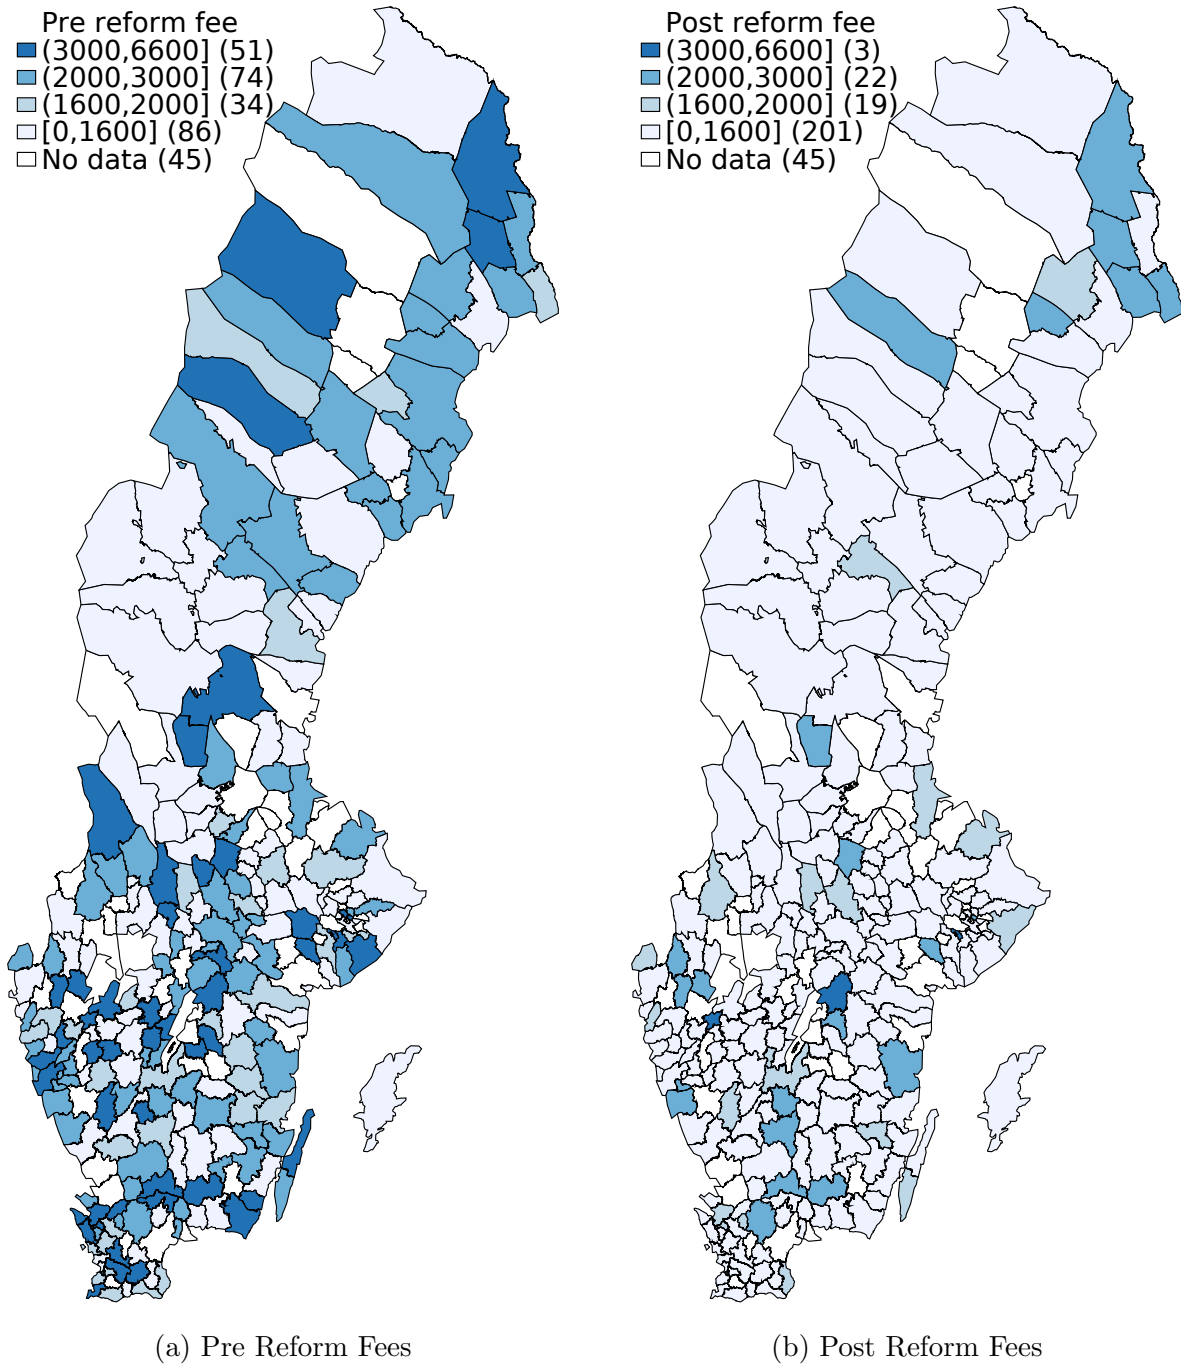 Pre reform fee
(3000,6600] (51)
(2000,3000] (74)
(1600,2000] (34)
[0,1600] (86)
No data (45)
Post reform fee
(3000,6600] (3)
(2000,3000] (22)
(1600,2000] (19)
[0,1600] (201)
No data (45)
(a) Pre Reform Fees
(b) Post Reform Fees